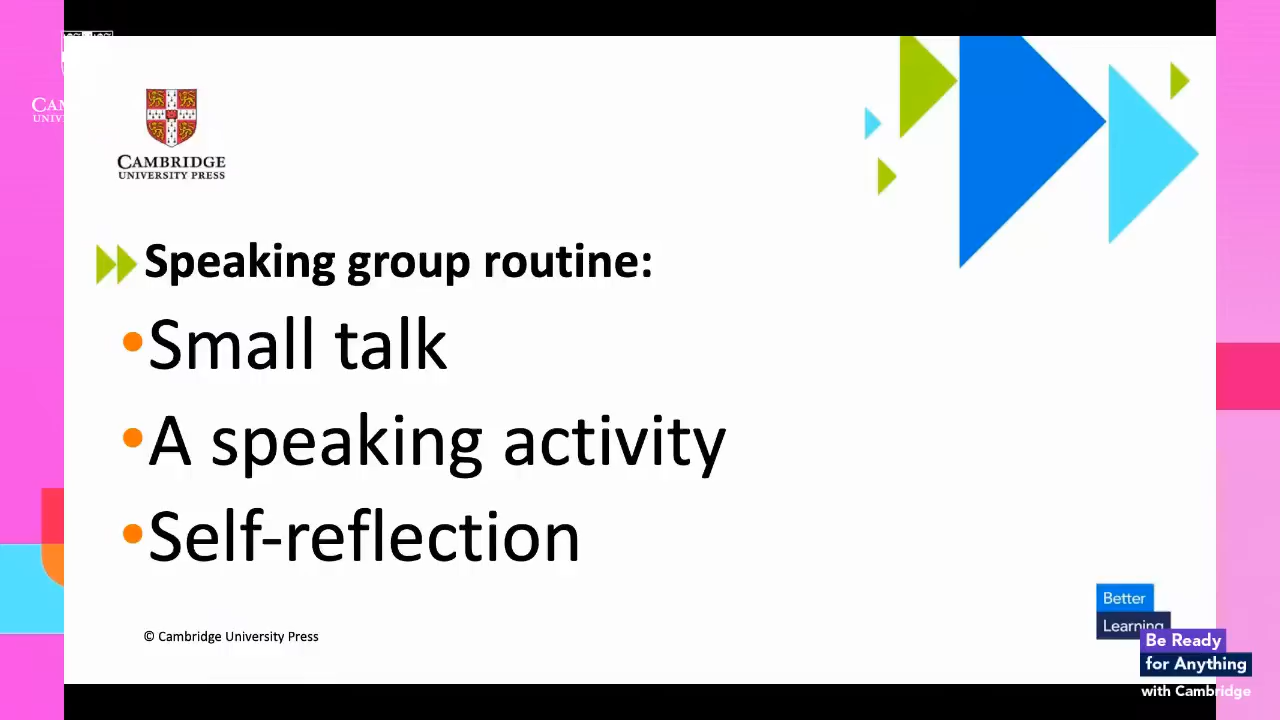 CAMBRIDGE
UNIVERSITY PRESS
Speaking group routine:
•Small talk
•A speaking activity
•Self-reflection
© Cambridge University Press
Better
Learning
Be Ready
for Anything
with Cambridge